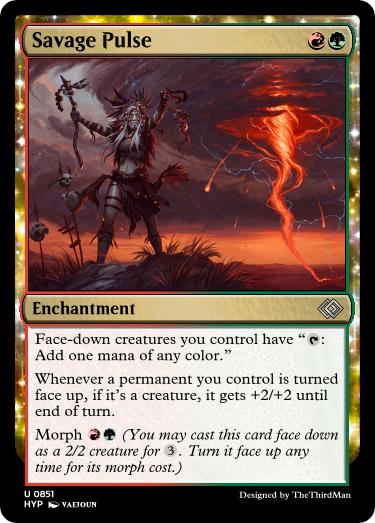 Savage Pulse
Enchantment
Face-down creatures you control have “: 
Add one mana of any color.”
Whenever a permanent you control is turned
face up, if it's a creature, it gets +2/+2 until
end of turn.
Morph (You may cast this card face down
as a 2/2 creature for 3. Turn it face up any
time for its morph cost.)
U 0851
HYP VAEJOUN
Designed by TheThirdMan